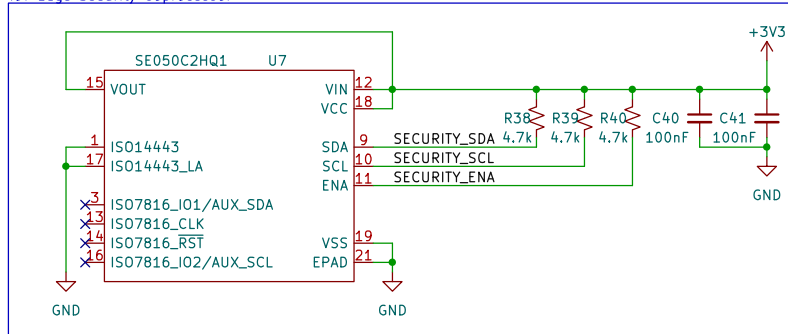 +3V3
SE050C2HQ1 U7
15 VOUT VIN 12
VCC 18
R38 R39 R40 C40 C41
4.7k 4.7k 4.7k 100nF 100nF
1 ISO14443 SDA 9 SECURITY_SDA
17 ISO14443_LA SCL 10 SECURITY_SCL
ENA 11 SECURITY_ENA
GND
3 ISO7816_IO1/AUX_SDA
13 ISO7816_CLK
14 ISO7816_RST VSS 19
16 ISO7816_IO2/AUX_SCL EPAD 21
GND GND